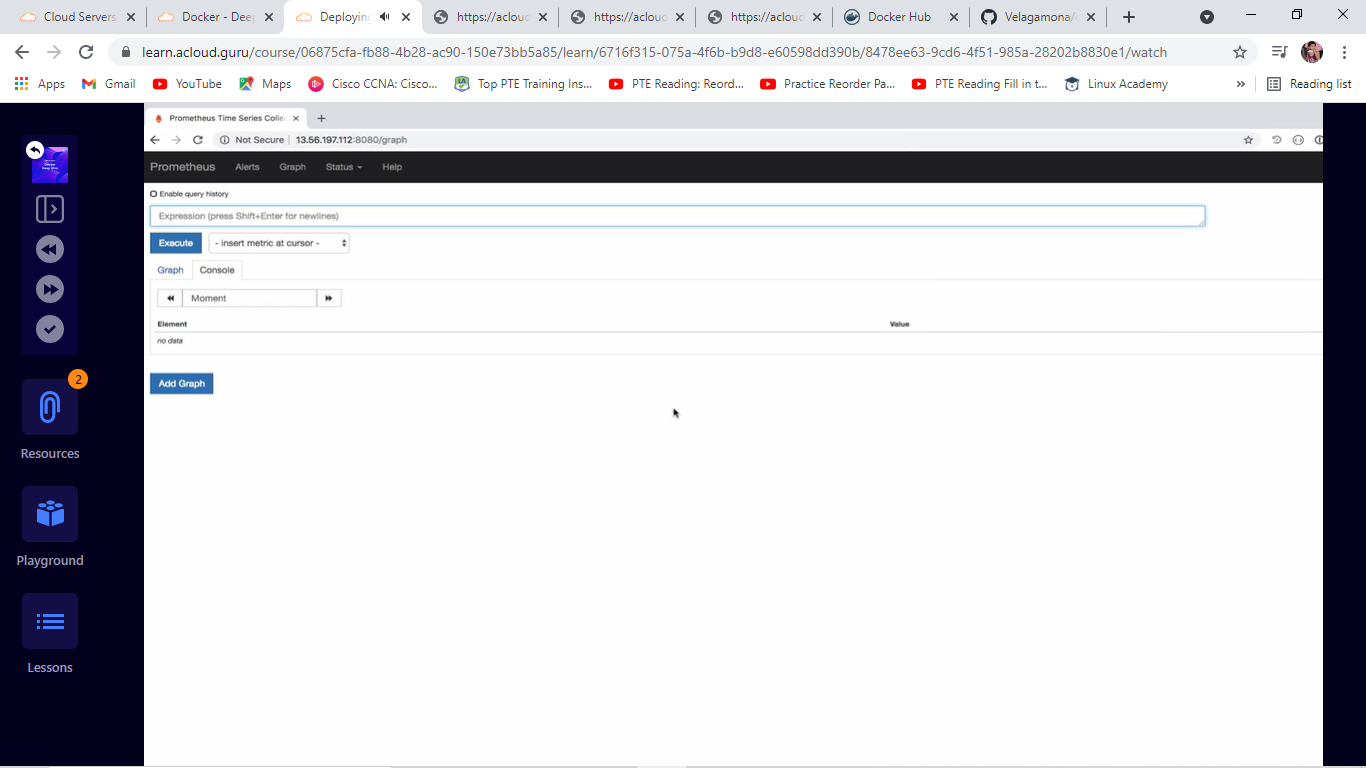 Cloud Servers
Docker - Deep
Deploying
https://acloud
https://acloud
https://acloud
Docker Hub
Velagamona/
learn.acloud.guru/course/06875cfa-fb88-4b28-ac90-150e73bb5a85/learn/6716f315-075a-4f6b-b9d8-e60598dd390b/8478ee63-9cd6-4f51-985a-28202b8830e1/watch
Apps
Gmail
YouTube
Maps
Cisco CCNA: Cisco...
Top PTE Training Ins...
PTE Reading: Reord...
Practice Reorder Pa...
PTE Reading Fill in t...
Linux Academy
»
Reading list
Prometheus Time Series Collec
Not Secure
13.56.197.112:8080/graph
Prometheus
Alerts
Graph
Status
Help
Enable query history
Expression (press Shift+Enter for newlines)
Execute
- insert metric at cursor -
Graph
Console
Moment
Element
Value
no data
Add Graph
2
Resources
Playground
Lessons